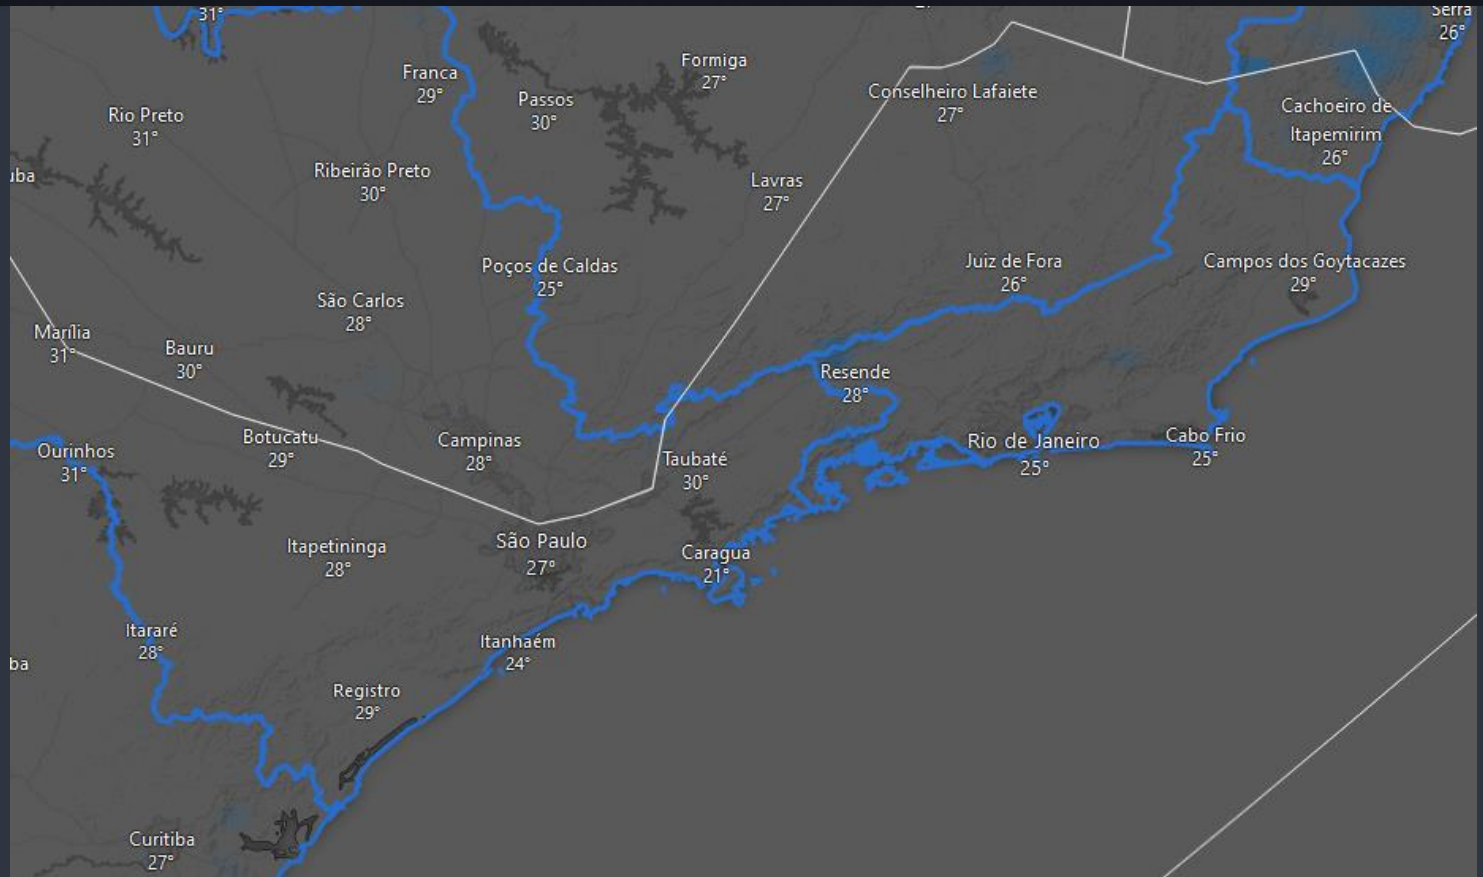 31°
Serra
26°
Franca
29°
Passos
30°
Formiga
27°
Conselheiro Lafaiete
27°
Cachoeiro de
Itapemirim
26°
Rio Preto
31°
Ribeirão Preto
30°
Lavras
27°
Poços de Caldas
25°
Juiz de Fora
26°
Campos dos Goytacazes
29°
São Carlos
28°
Marília
31°
Bauru
30°
Resende
28°
Ourinhos
31°
Botucatu
29°
Campinas
28°
Taubaté
30°
Rio de Janeiro
25°
Cabo Frio
25°
Itapetininga
28°
São Paulo
27°
Caragua
21°
Itararé
28°
Itanhaém
24°
ba
Registro
29°
Curitiba
27°